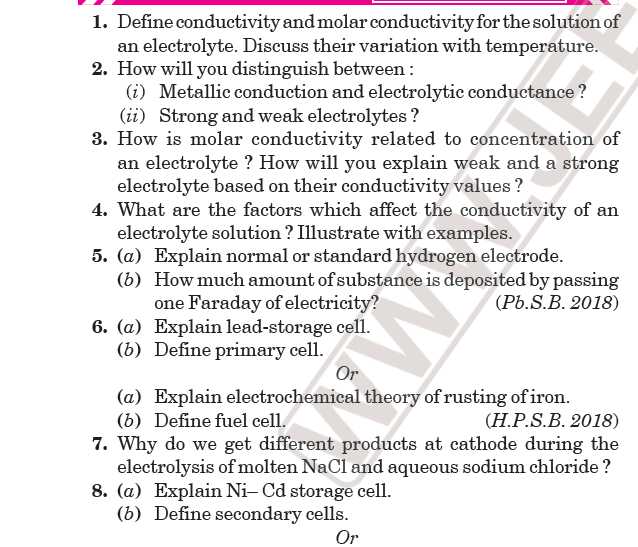 1. Define conductivity and molar conductivity for the solution of
an electrolyte. Discuss their variation with temperature.
2. How will you distinguish between :
(i) Metallic conduction and electrolytic conductance ?
(ii) Strong and weak electrolytes ?
3. How is molar conductivity related to concentration of
an electrolyte ? How will you explain weak and a strong
electrolyte based on their conductivity values ?
4. What are the factors which affect the conductivity of an
electrolyte solution ? Illustrate with examples.
5. (a) Explain normal or standard hydrogen electrode.
(b) How much amount of substance is deposited by passing
one Faraday of electricity? (Pb.S.B. 2018)
6. (a) Explain lead-storage cell.
(b) Define primary cell.
Or
(a) Explain electrochemical theory of rusting of iron.
(b) Define fuel cell. (H.P.S.B. 2018)
7. Why do we get different products at cathode during the
electrolysis of molten NaCl and aqueous sodium chloride ?
8. (a) Explain Ni– Cd storage cell.
(b) Define secondary cells.
Or
WWW.JEE